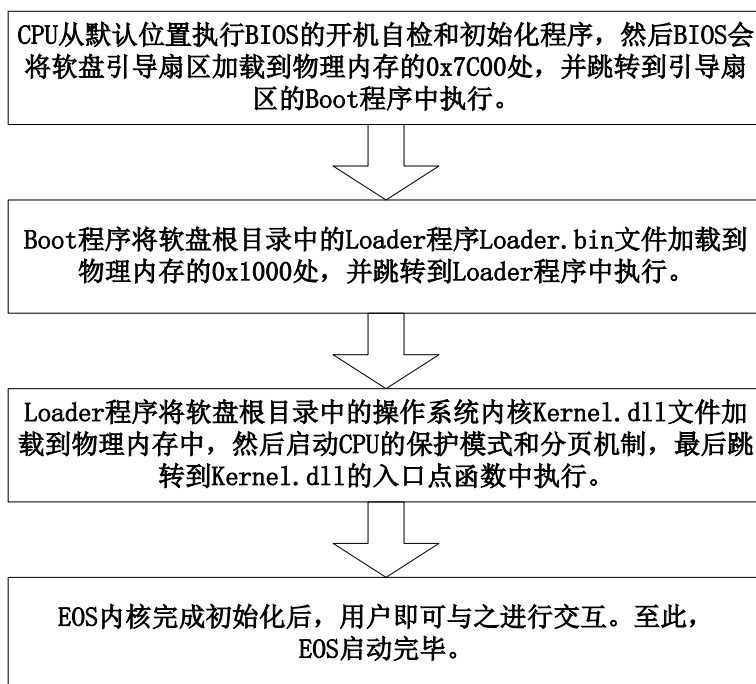 CPU从默认位置执行BIOS的开机自检和初始化程序，然后BIOS会
将软盘引导扇区加载到物理内存的0x7C00处，并跳转到引导扇
区的Boot程序中执行。
Boot程序将软盘根目录中的Loader程序Loader.bin文件加载到
物理内存的0x1000处，并跳转到Loader程序中执行。
Loader程序将软盘根目录中的操作系统内核Kernel.dll文件加
载到物理内存中，然后启动CPU的保护模式和分页机制，最后跳
转到Kernel.dll的入口点函数中执行。
EOS内核完成初始化后，用户即可与之进行交互。至此，
EOS启动完毕。